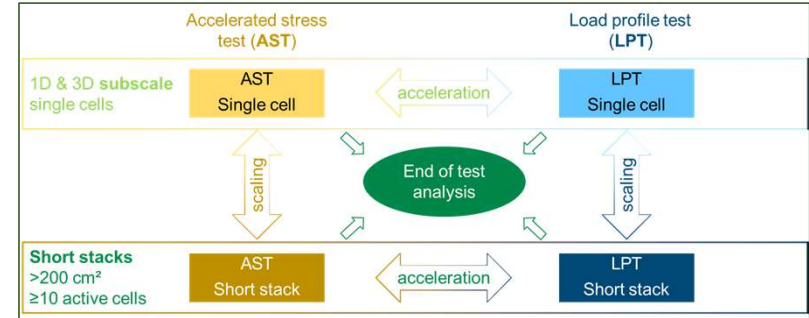 Accelerated stress
test (AST)
Load profile test
(LPT)
1D & 3D subscale
single cells
AST
Single cell
acceleration
LPT
Single cell
scaling
End of test
analysis
scaling
Short stacks
>200 cm²
≥10 active cells
AST
Short stack
acceleration
LPT
Short stack